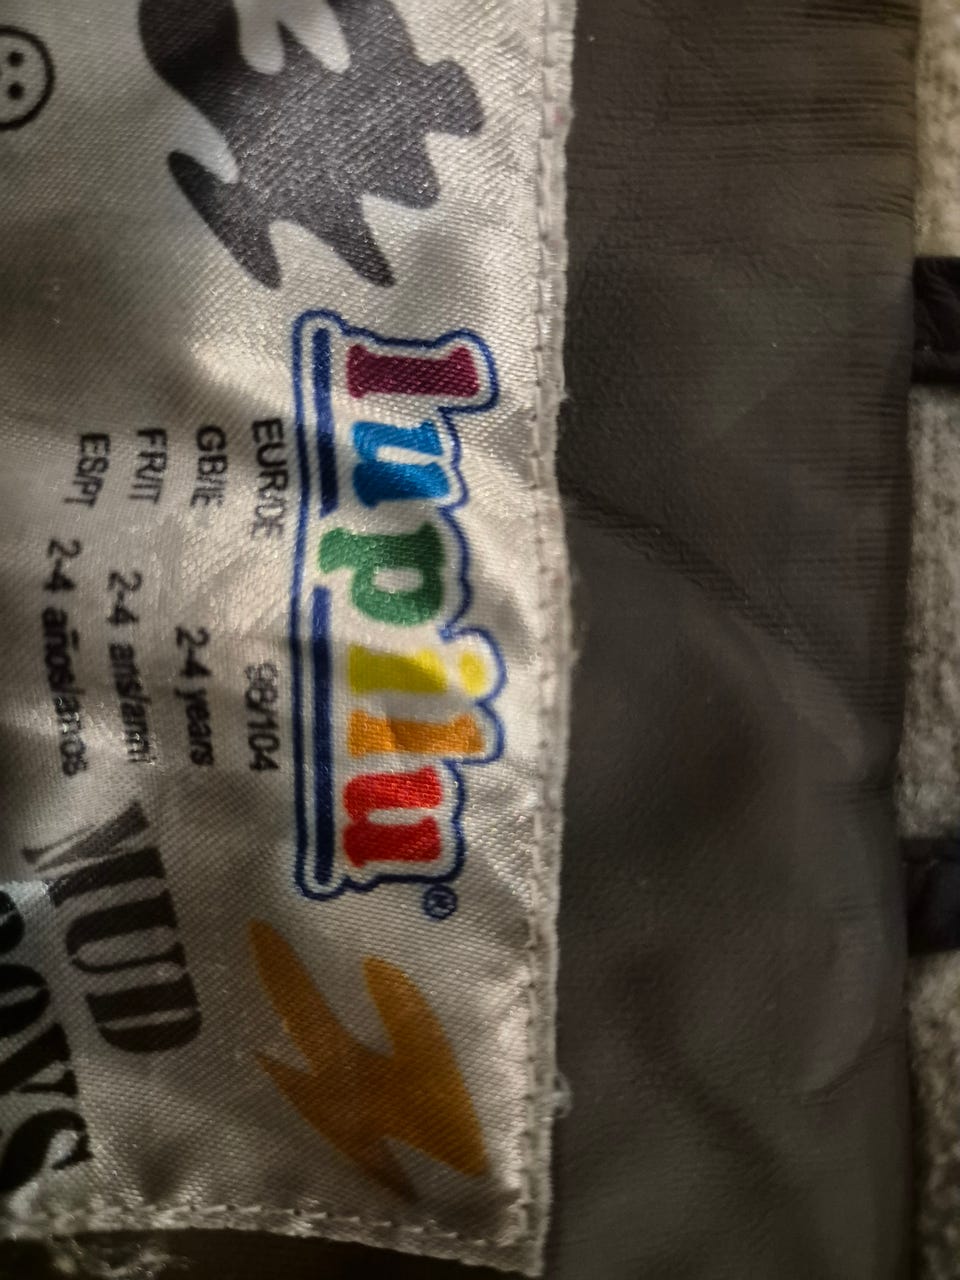 lupilu®
EUR/DE 98/104
GB/IE 2-4 years
FR/IT 2-4 ans/anni
ES/PT 2-4 años/anos
MUD
BOYS